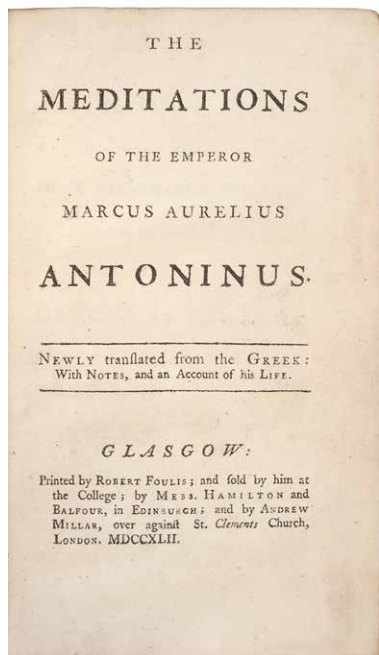 THE
MEDITATIONS
OF THE EMPEROR
MARCUS AURELIUS
ANTONINUS.
NEWLY tranſlated from the GREEK:
With NOTES, and an Account of his LIFE.
GLASGOW:
Printed by ROBERT FOULIS; and ſold by him at
the College; by MESS. HAMILTON and
BALFOUR, in EDINBURGH; and by ANDREW
MILLAR, over againſt St. Clements Church,
LONDON. MDCCXLII.